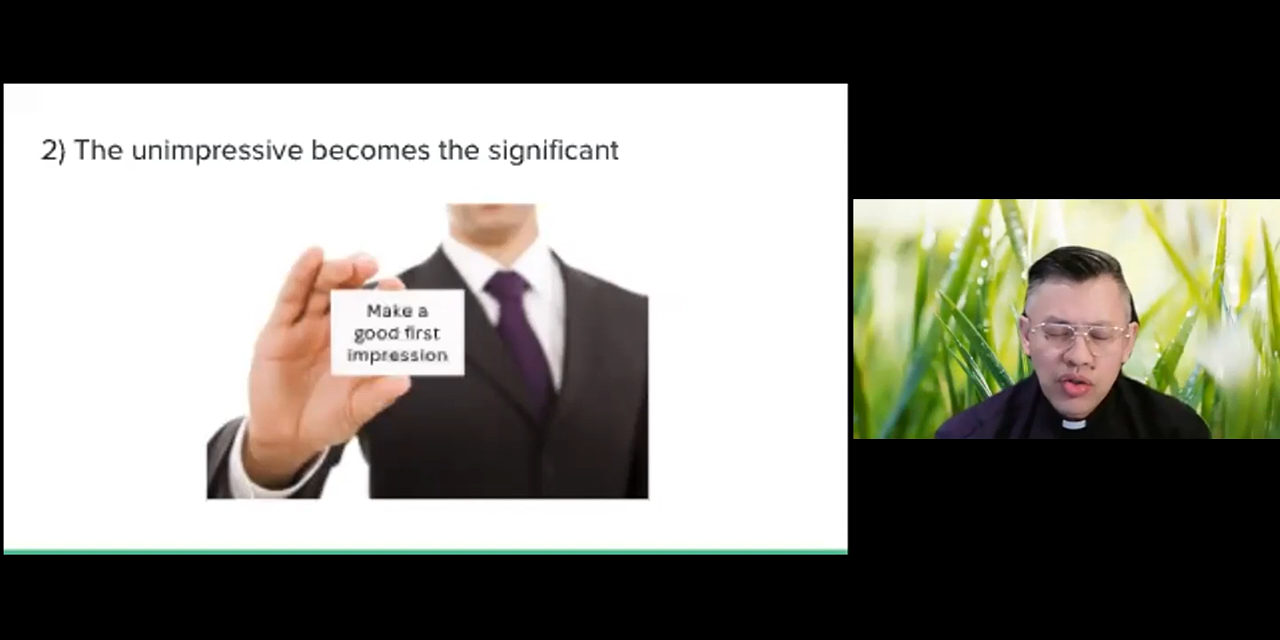 2) The unimpressive becomes the significant
Make a
good first
impression